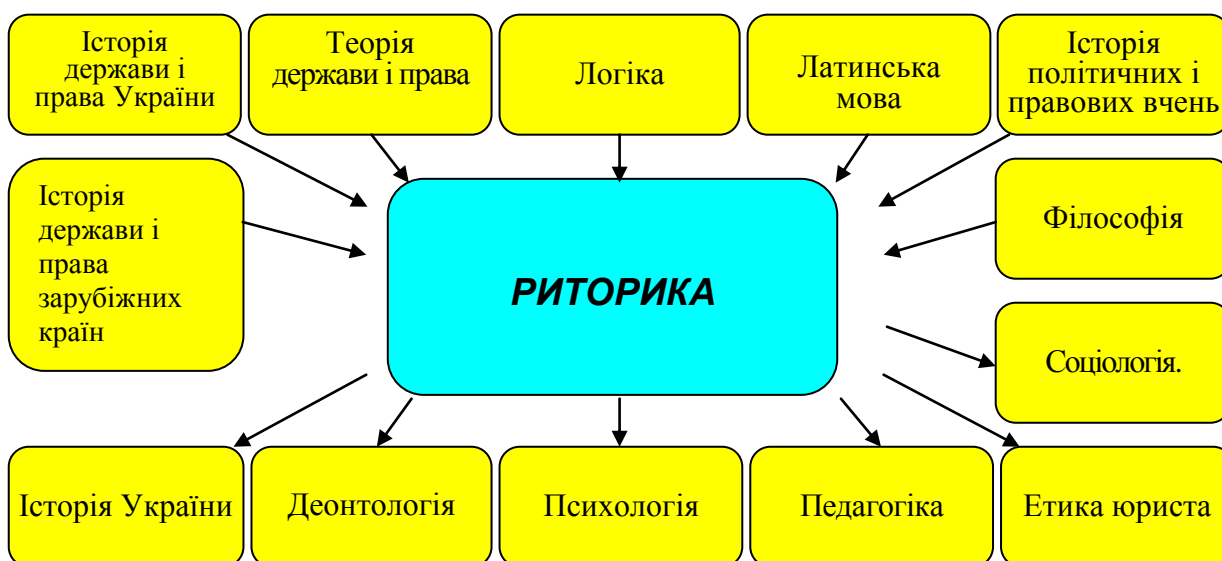 Історія
держави і
права України
Теорія
держави і права
Логіка
Латинська
мова
Історія
політичних і
правових вчень
Історія
держави і
права
зарубіжних
країн
РИТОРИКА
Філософія
Соціологія.
Історія України
Деонтологія
Психологія
Педагогіка
Етика юриста